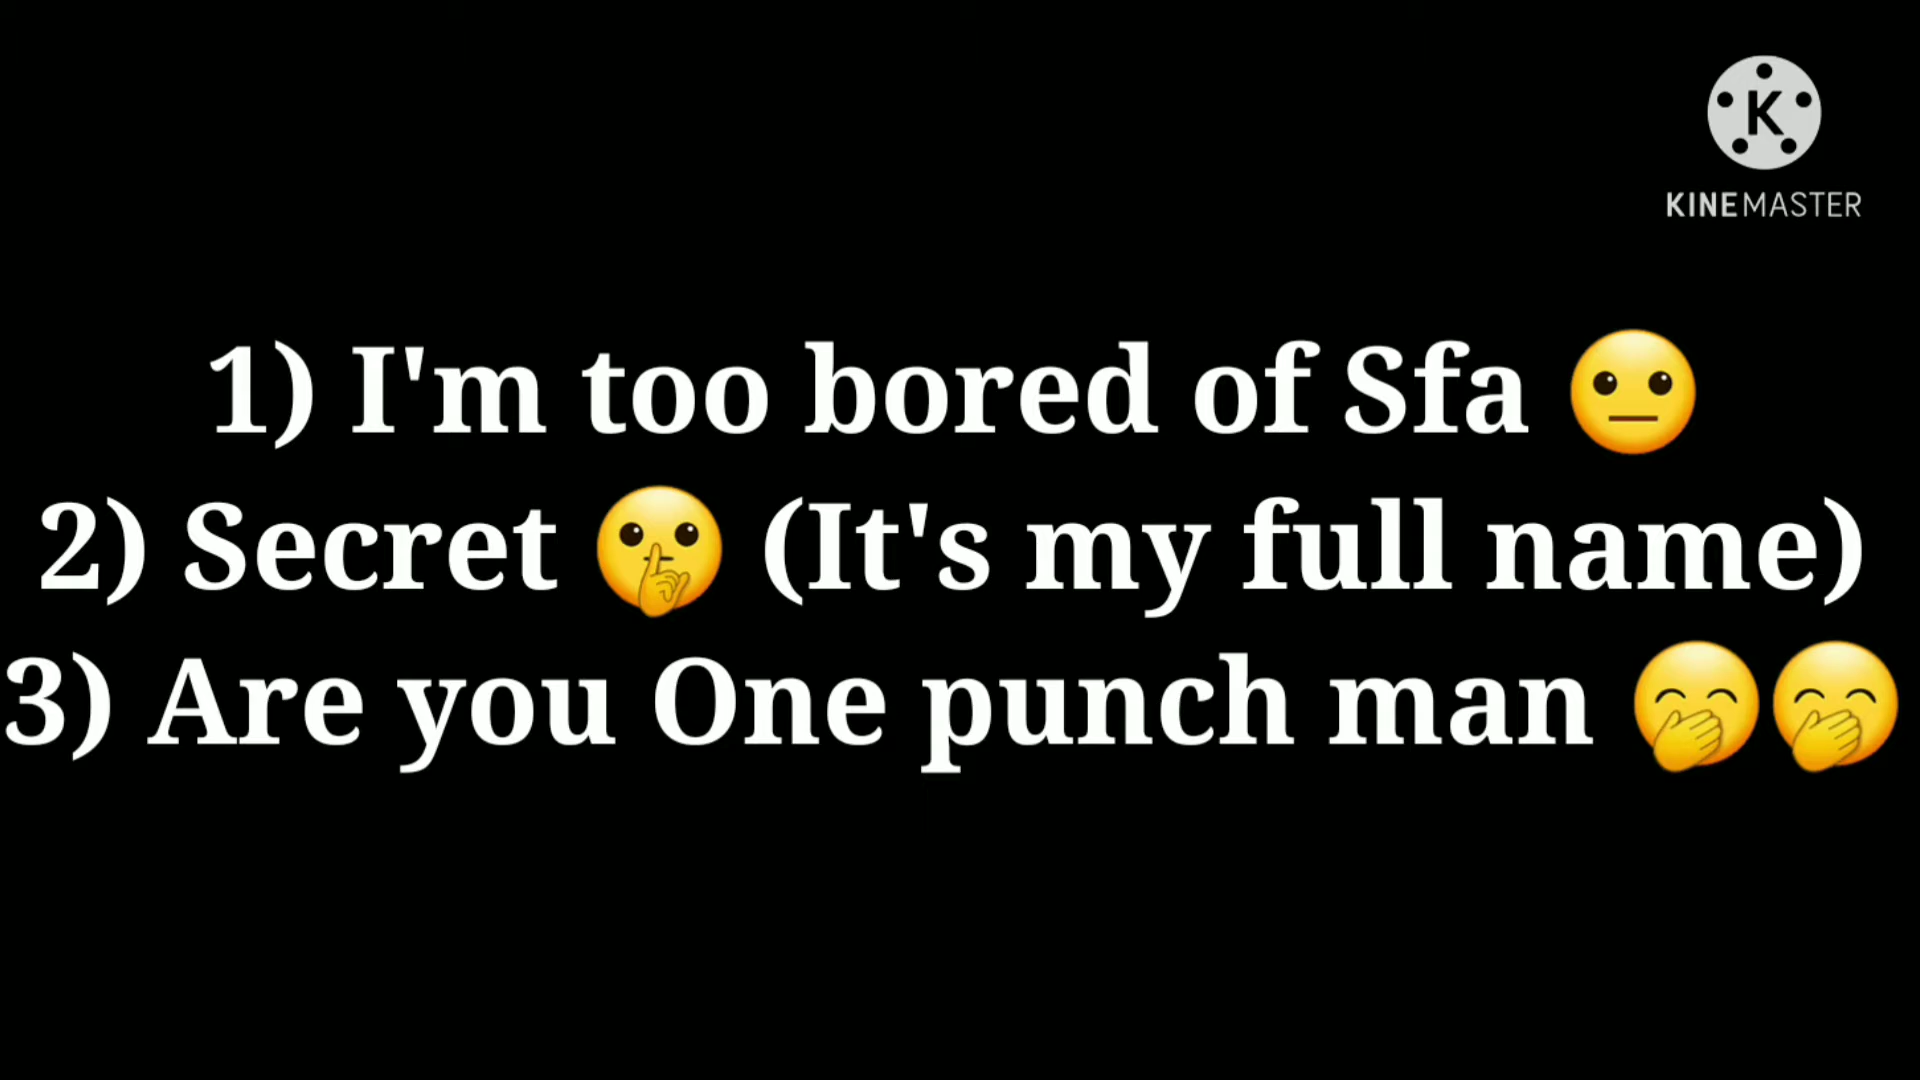 K
KINEMASTER
1) I'm too bored of Sfa 😐
2) Secret 🤫 (It's my full name)
3) Are you One punch man 🤭🤭